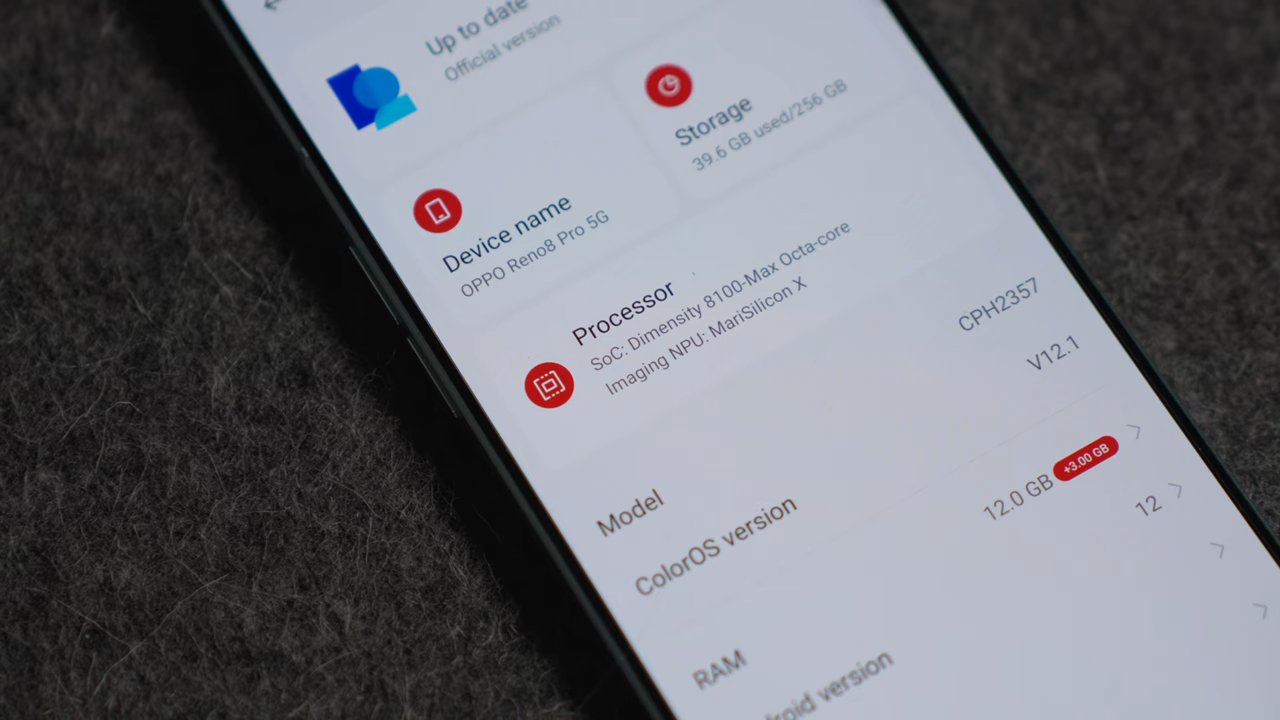 Up to date
Official version
Storage
39.6 GB used/256 GB
Device name
OPPO Reno8 Pro 5G
Processor
SoC: Dimensity 8100-Max Octa-core
Imaging NPU: MariSilicon X
Model CPH2357
ColorOS version V12.1
RAM 12.0 GB +3.00 GB
version 12